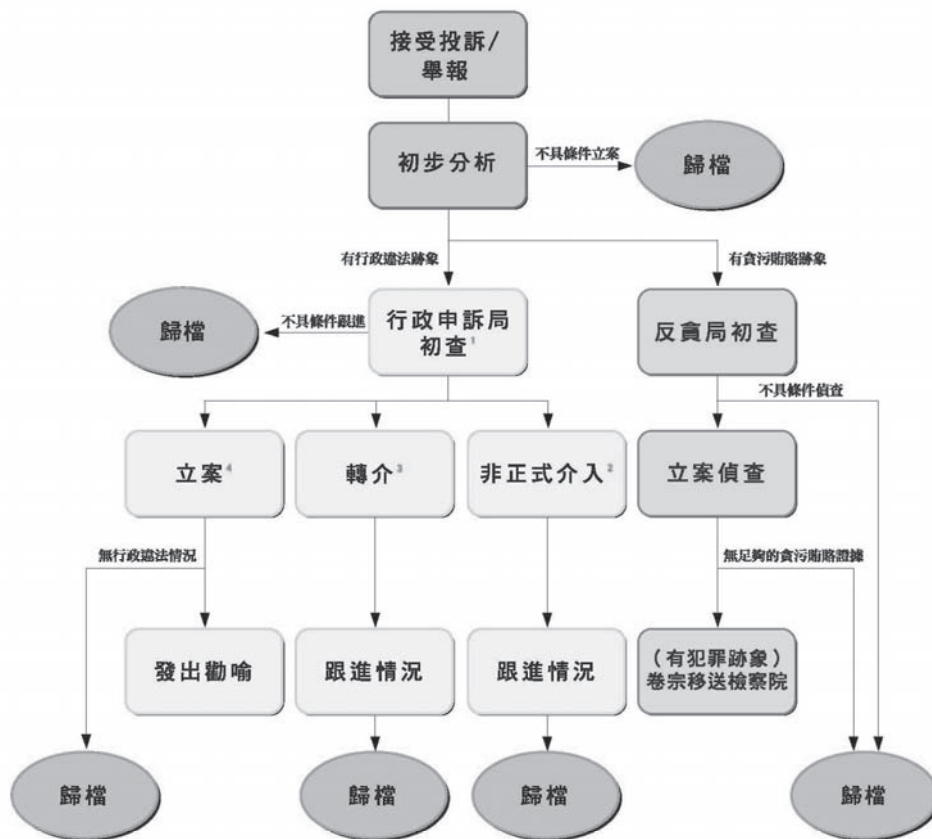 接受投訴/
舉報
初步分析
不具條件立案
歸檔
有行政違法跡象
有貪污賄賂跡象
歸檔
不具條件跟進
行政申訴局
初查¹
反貪局初查
不具條件偵查
立案⁴
轉介³
非正式介入²
立案偵查
無行政違法情況
無足夠的貪污賄賂證據
發出勸喻
跟進情況
跟進情況
（有犯罪跡象）
卷宗移送檢察院
歸檔
歸檔
歸檔
歸檔